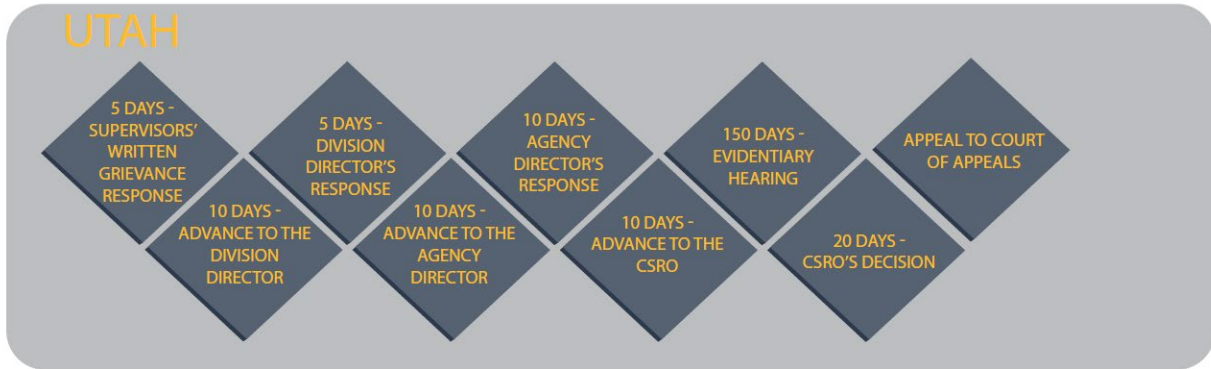 UTAH
5 DAYS -
SUPERVISORS'
WRITTEN
GRIEVANCE
RESPONSE
10 DAYS -
ADVANCE TO THE
DIVISION
DIRECTOR
5 DAYS -
DIVISION
DIRECTOR'S
RESPONSE
10 DAYS -
ADVANCE TO THE
AGENCY
DIRECTOR
10 DAYS -
AGENCY
DIRECTOR'S
RESPONSE
10 DAYS -
ADVANCE TO THE
CSRO
150 DAYS -
EVIDENTIARY
HEARING
20 DAYS -
CSRO'S DECISION
APPEAL TO COURT
OF APPEALS